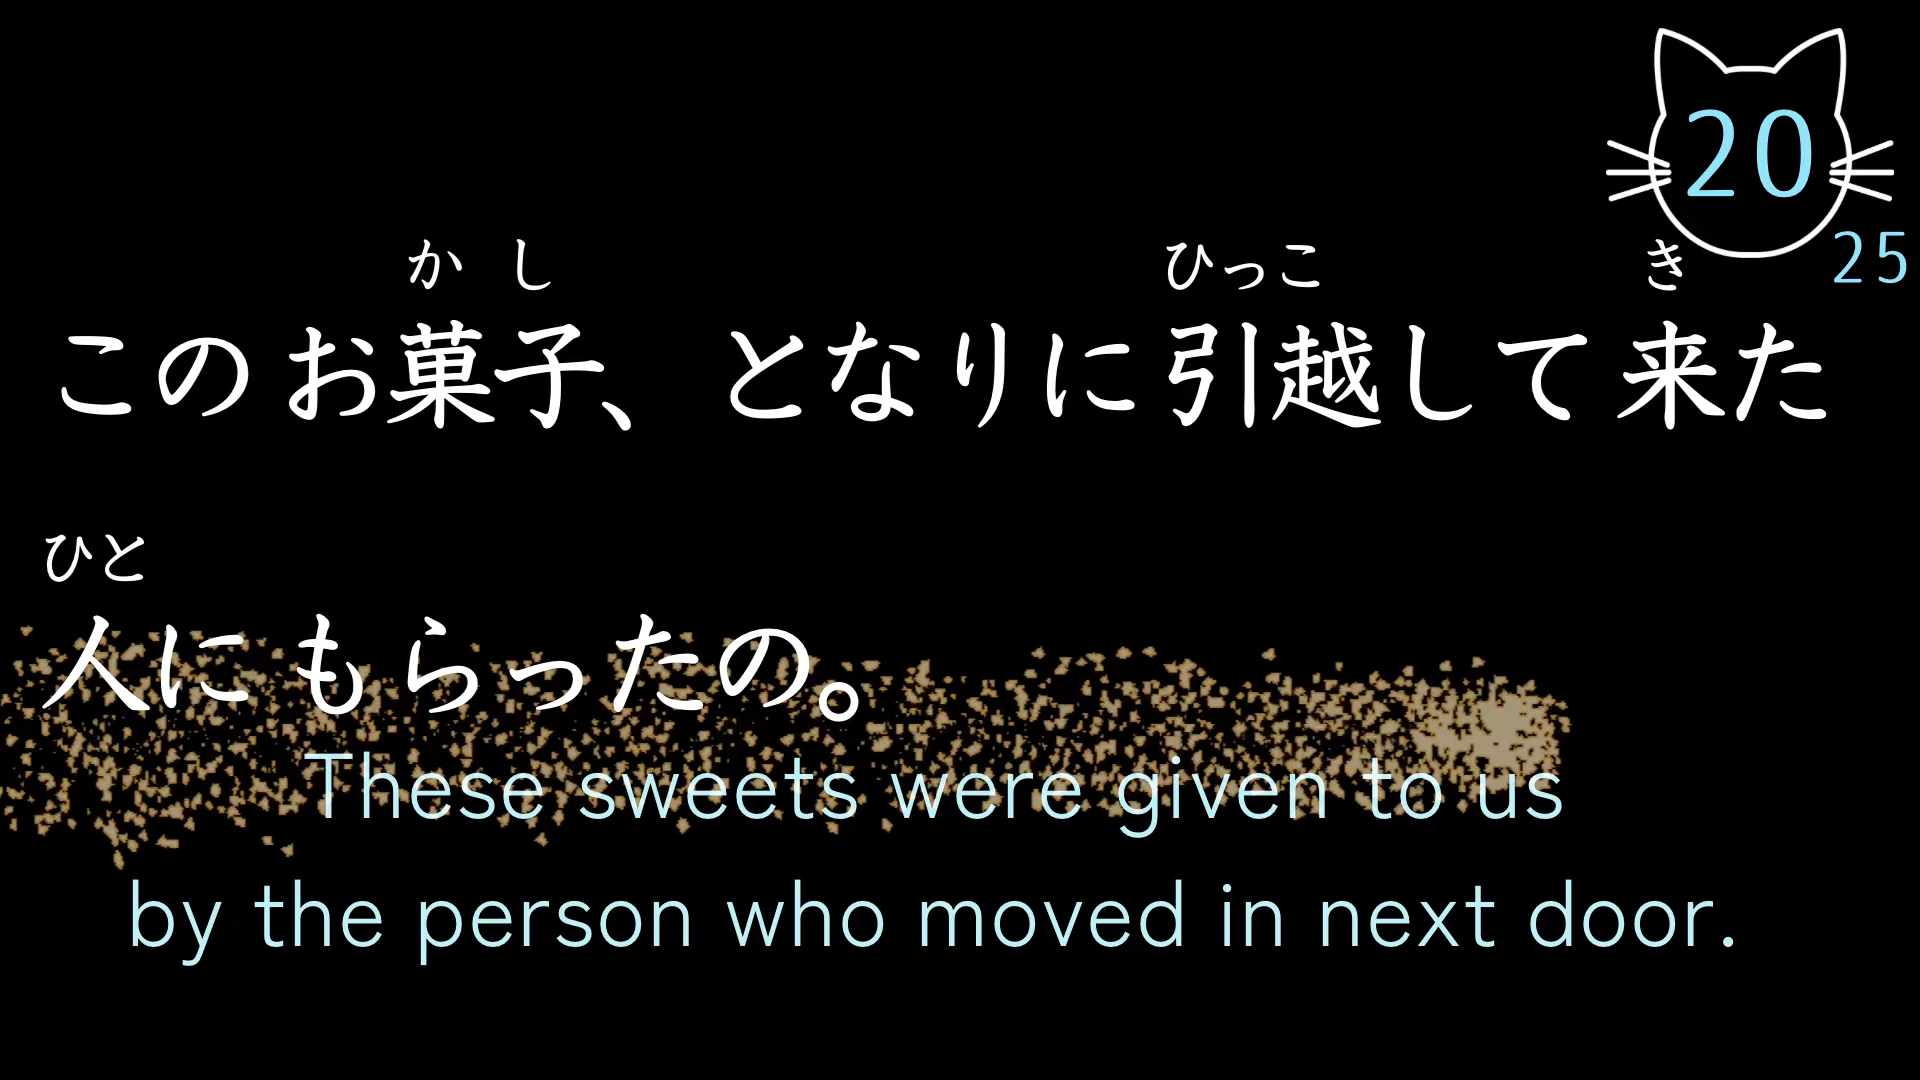 20
25
か し ひっこ き
このお菓子、となりに引越して来た
ひと
人にもらったの。
These sweets were given to us
by the person who moved in next door.